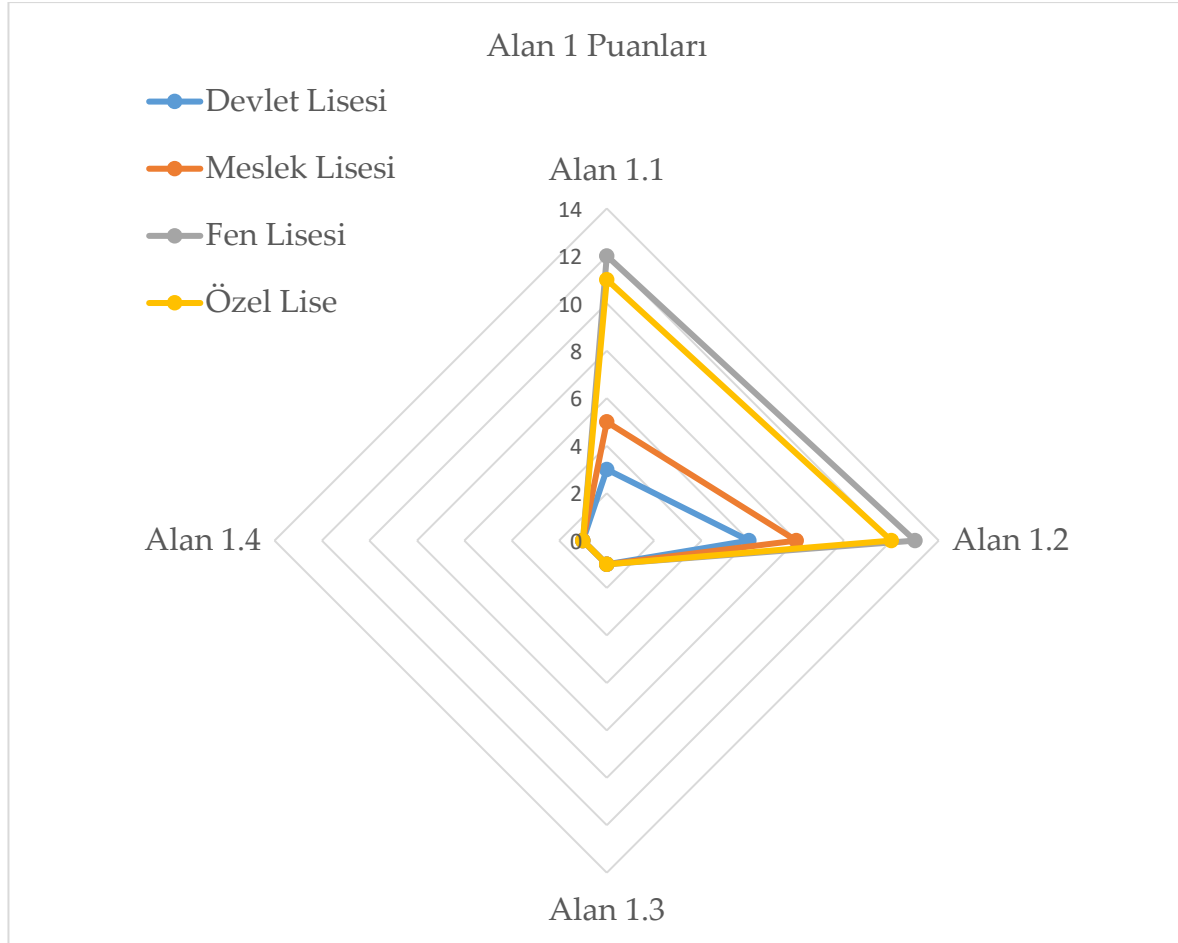 Alan 1 Puanları
Devlet Lisesi
Meslek Lisesi
Fen Lisesi
Özel Lise
Alan 1.1
14
12
10
8
6
4
2
0
Alan 1.4
Alan 1.2
Alan 1.3